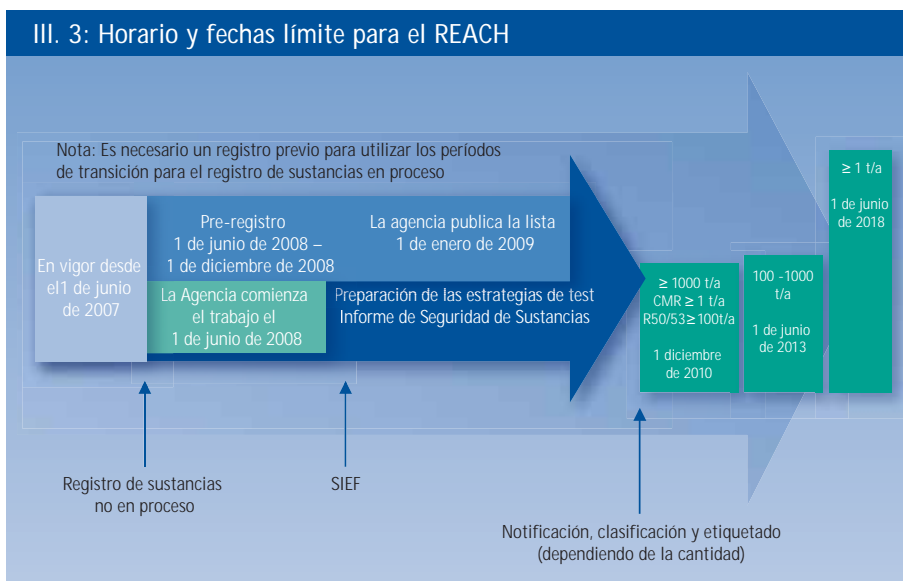 III. 3: Horario y fechas límite para el REACH
Nota: Es necesario un registro previo para utilizar los períodos
de transición para el registro de sustancias en proceso
En vigor desde
el1 de junio
de 2007
Pre-registro
1 de junio de 2008 –
1 de diciembre de 2008
La agencia publica la lista
1 de enero de 2009
La Agencia comienza
el trabajo el
1 de junio de 2008
Preparación de las estrategias de test
Informe de Seguridad de Sustancias
≥ 1000 t/a
CMR ≥ 1 t/a
R50/53≥100t/a
1 diciembre
de 2010
100 -1000
t/a
1 de junio
de 2013
≥ 1 t/a
1 de junio
de 2018
Registro de sustancias
no en proceso
SIEF
Notificación, clasificación y etiquetado
(dependiendo de la cantidad)